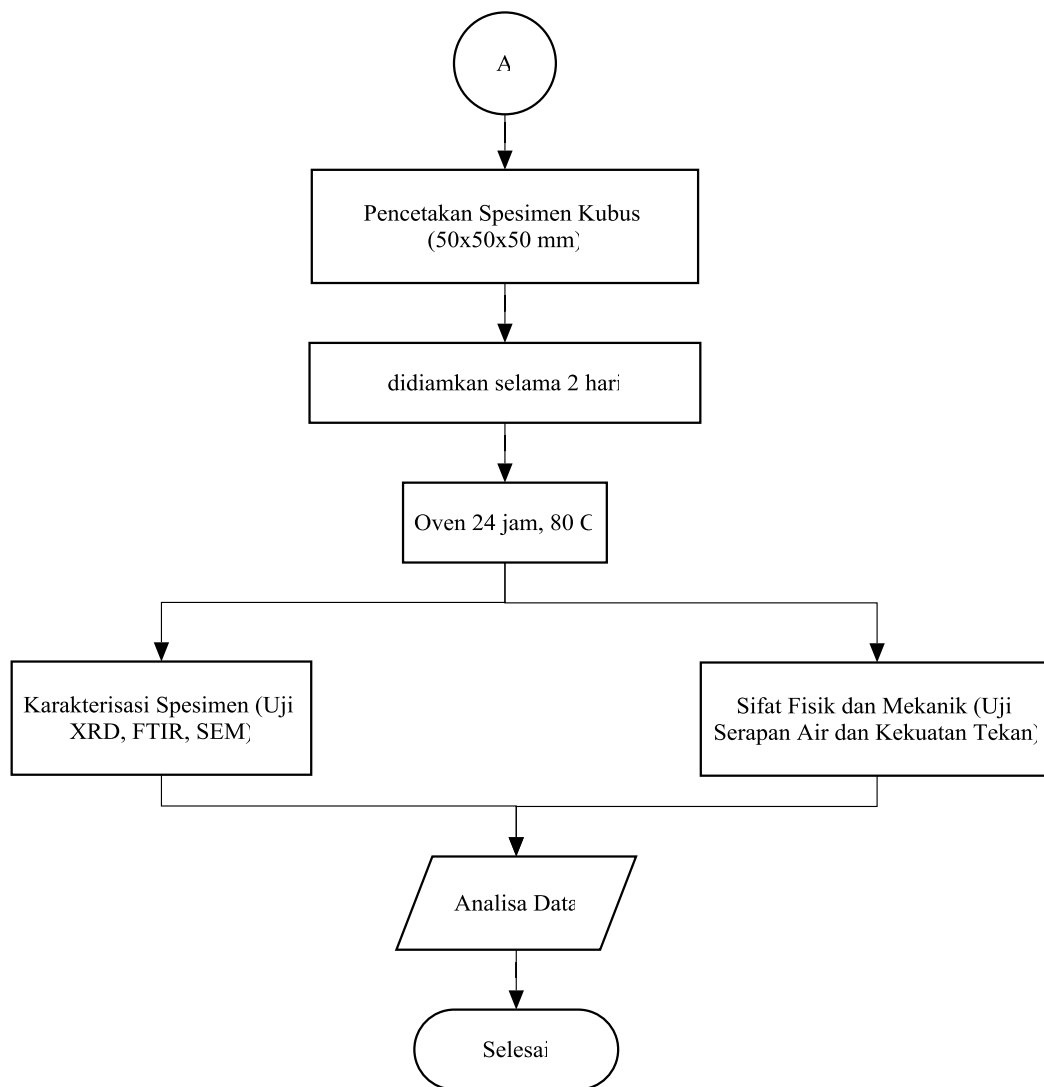 A
Pencetakan Spesimen Kubus
(50x50x50 mm)
didiamkan selama 2 hari
Oven 24 jam, 80 C
Karakterisasi Spesimen (Uji
XRD, FTIR, SEM)
Sifat Fisik dan Mekanik (Uji
Serapan Air dan Kekuatan Tekan)
Analisa Data
Selesai